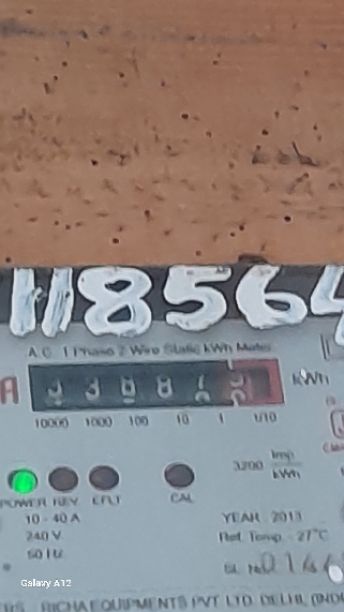 118564
A.C. 1 Phase 2 Wire Static kWh Meter
kWh
10000 1000 100 10 1 1/10
3200 Imp/kWh
POWER REV EFLT CAL
10 - 40 A
240 V
50 Hz
YEAR 2013
Ref. Temp - 27°C
SL No
Galaxy A12
RICHA EQUIPMENTS PVT LTD. DELHI (INDI